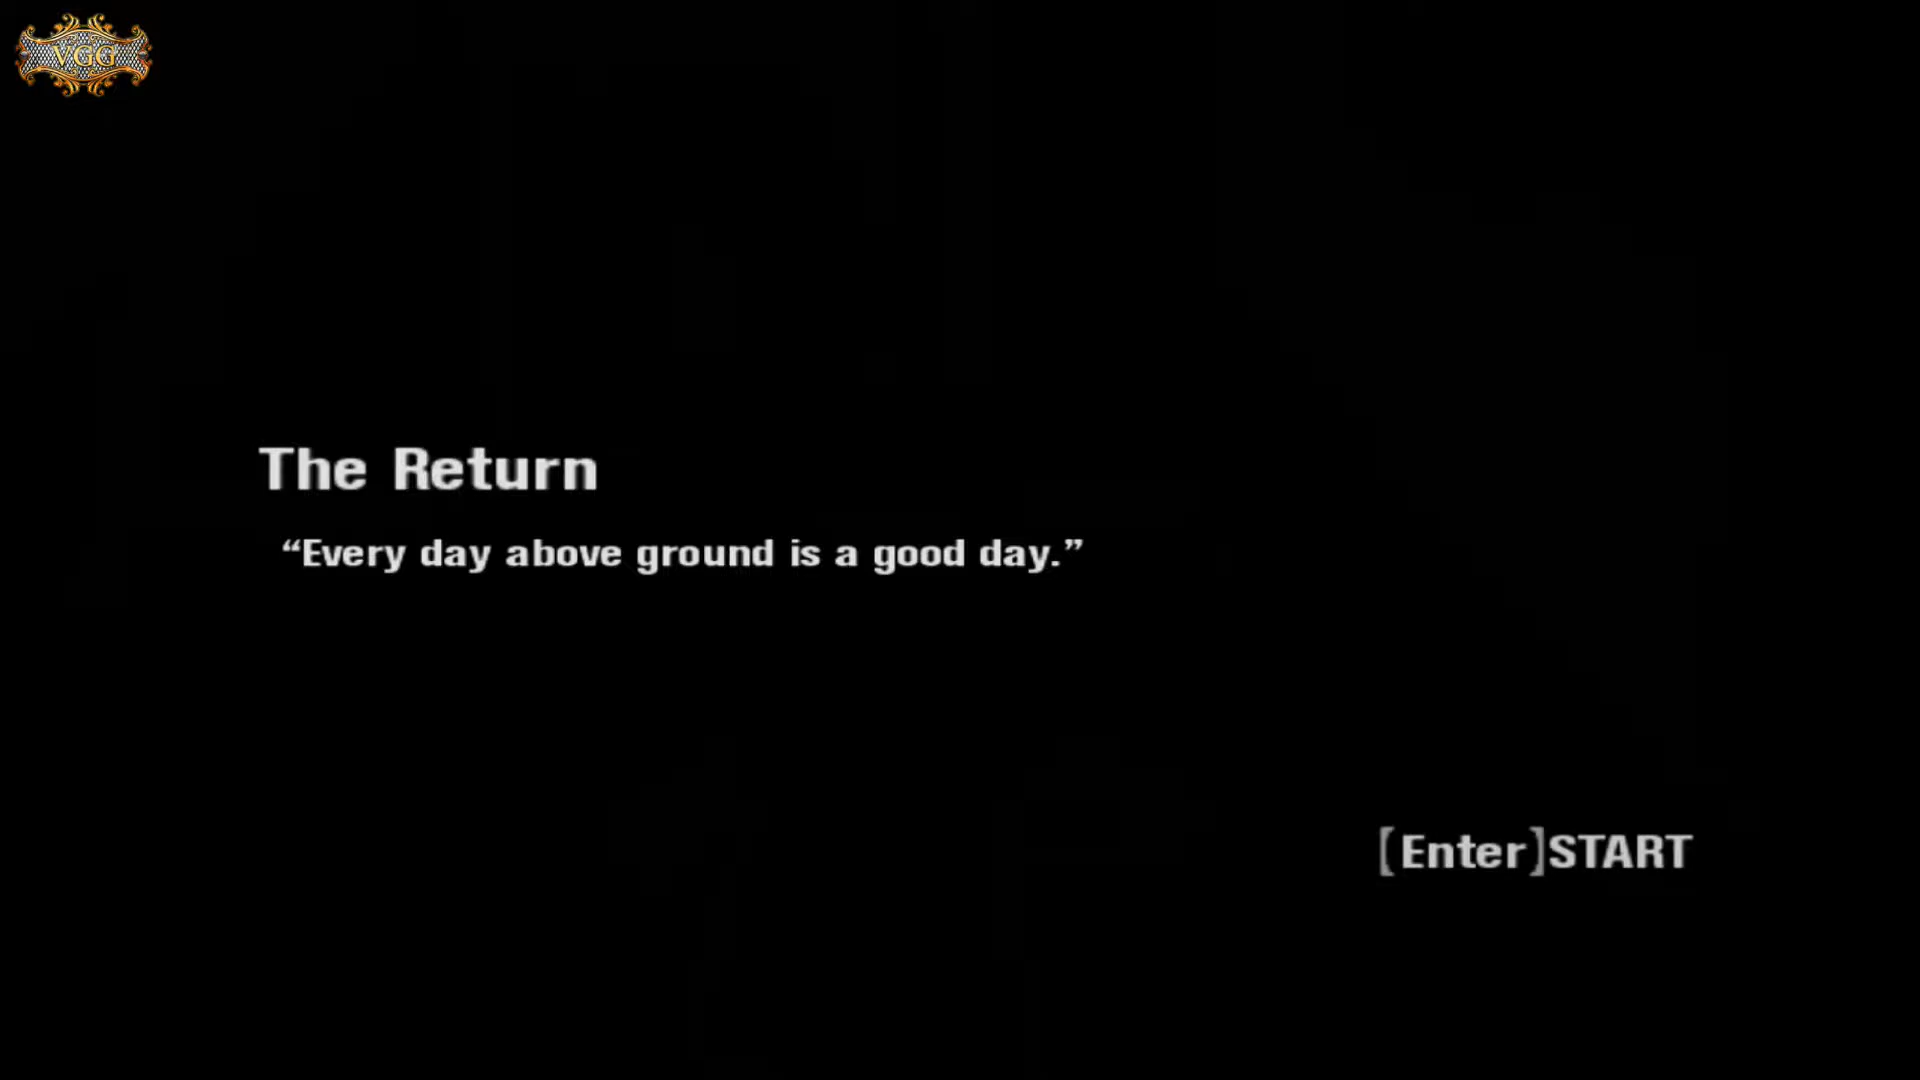 VGG
The Return
“Every day above ground is a good day.”
[Enter]START